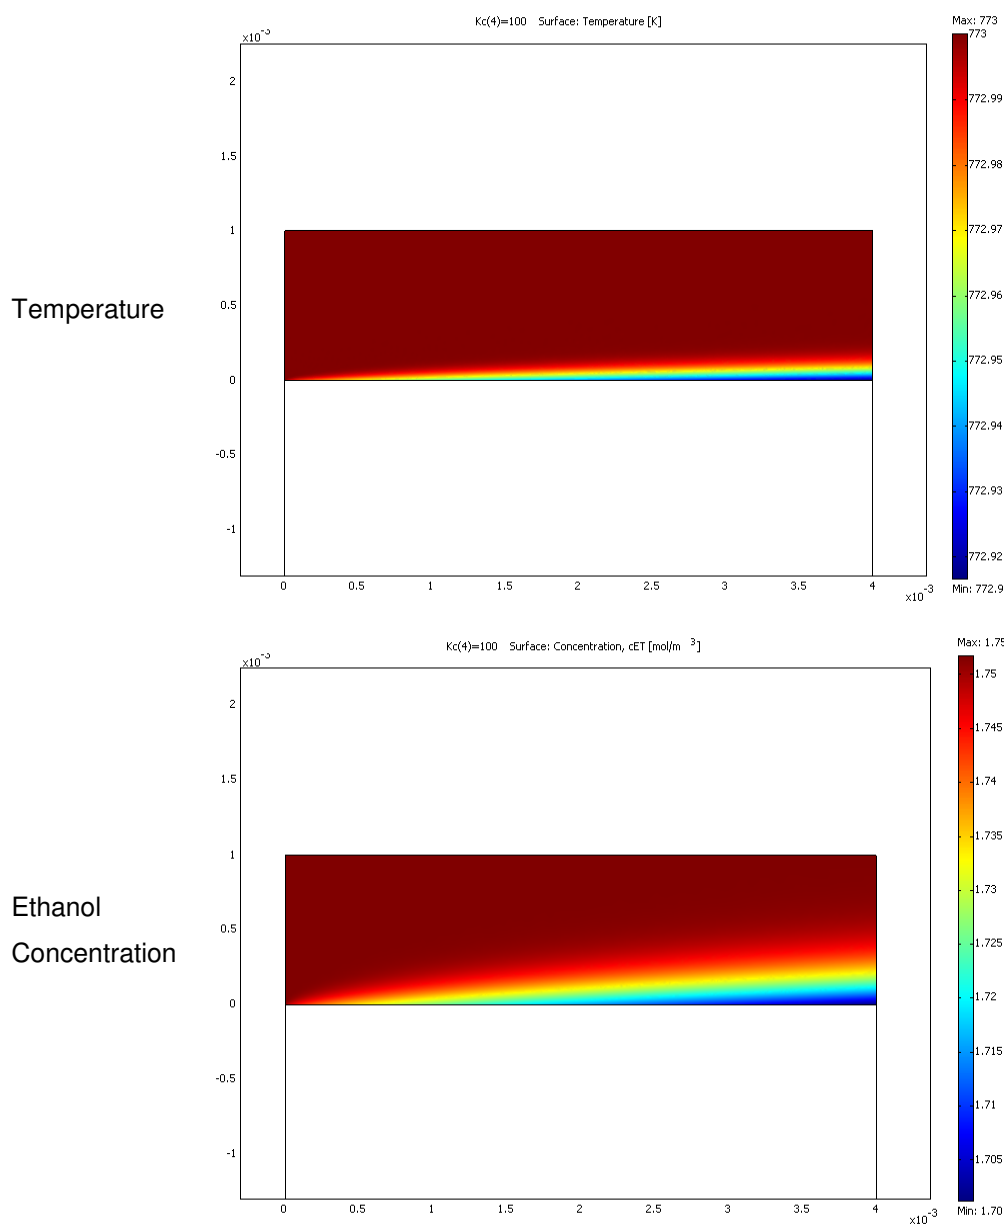 Kc(4)=100 Surface: Temperature [K]
Max: 773
x10
2
1.5
1
0.5
0
-0.5
-1
0 0.5 1 1.5 2 2.5 3 3.5 4
x10⁻³
773
772.99
772.98
772.97
772.96
772.95
772.94
772.93
772.92
Min: 772.9
Temperature
Kc(4)=100 Surface: Concentration, cET [mol/m ³]
Max: 1.75
x10
2
1.5
1
0.5
0
-0.5
-1
0 0.5 1 1.5 2 2.5 3 3.5 4
x10⁻³
1.75
1.745
1.74
1.735
1.73
1.725
1.72
1.715
1.71
1.705
Min: 1.70
Ethanol
Concentration